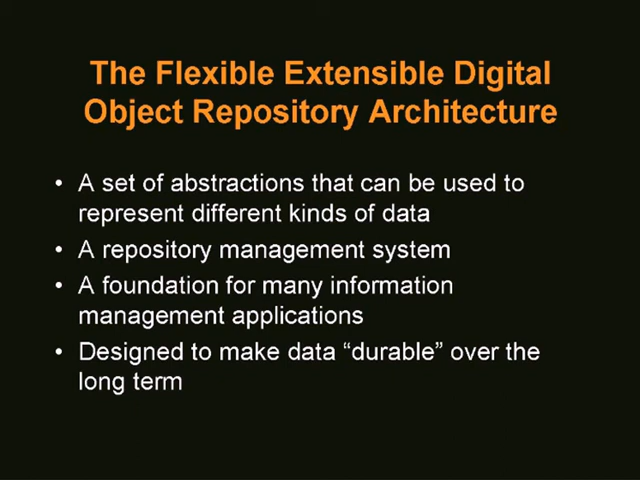 The Flexible Extensible Digital
Object Repository Architecture
• A set of abstractions that can be used to
represent different kinds of data
• A repository management system
• A foundation for many information
management applications
• Designed to make data “durable” over the
long term